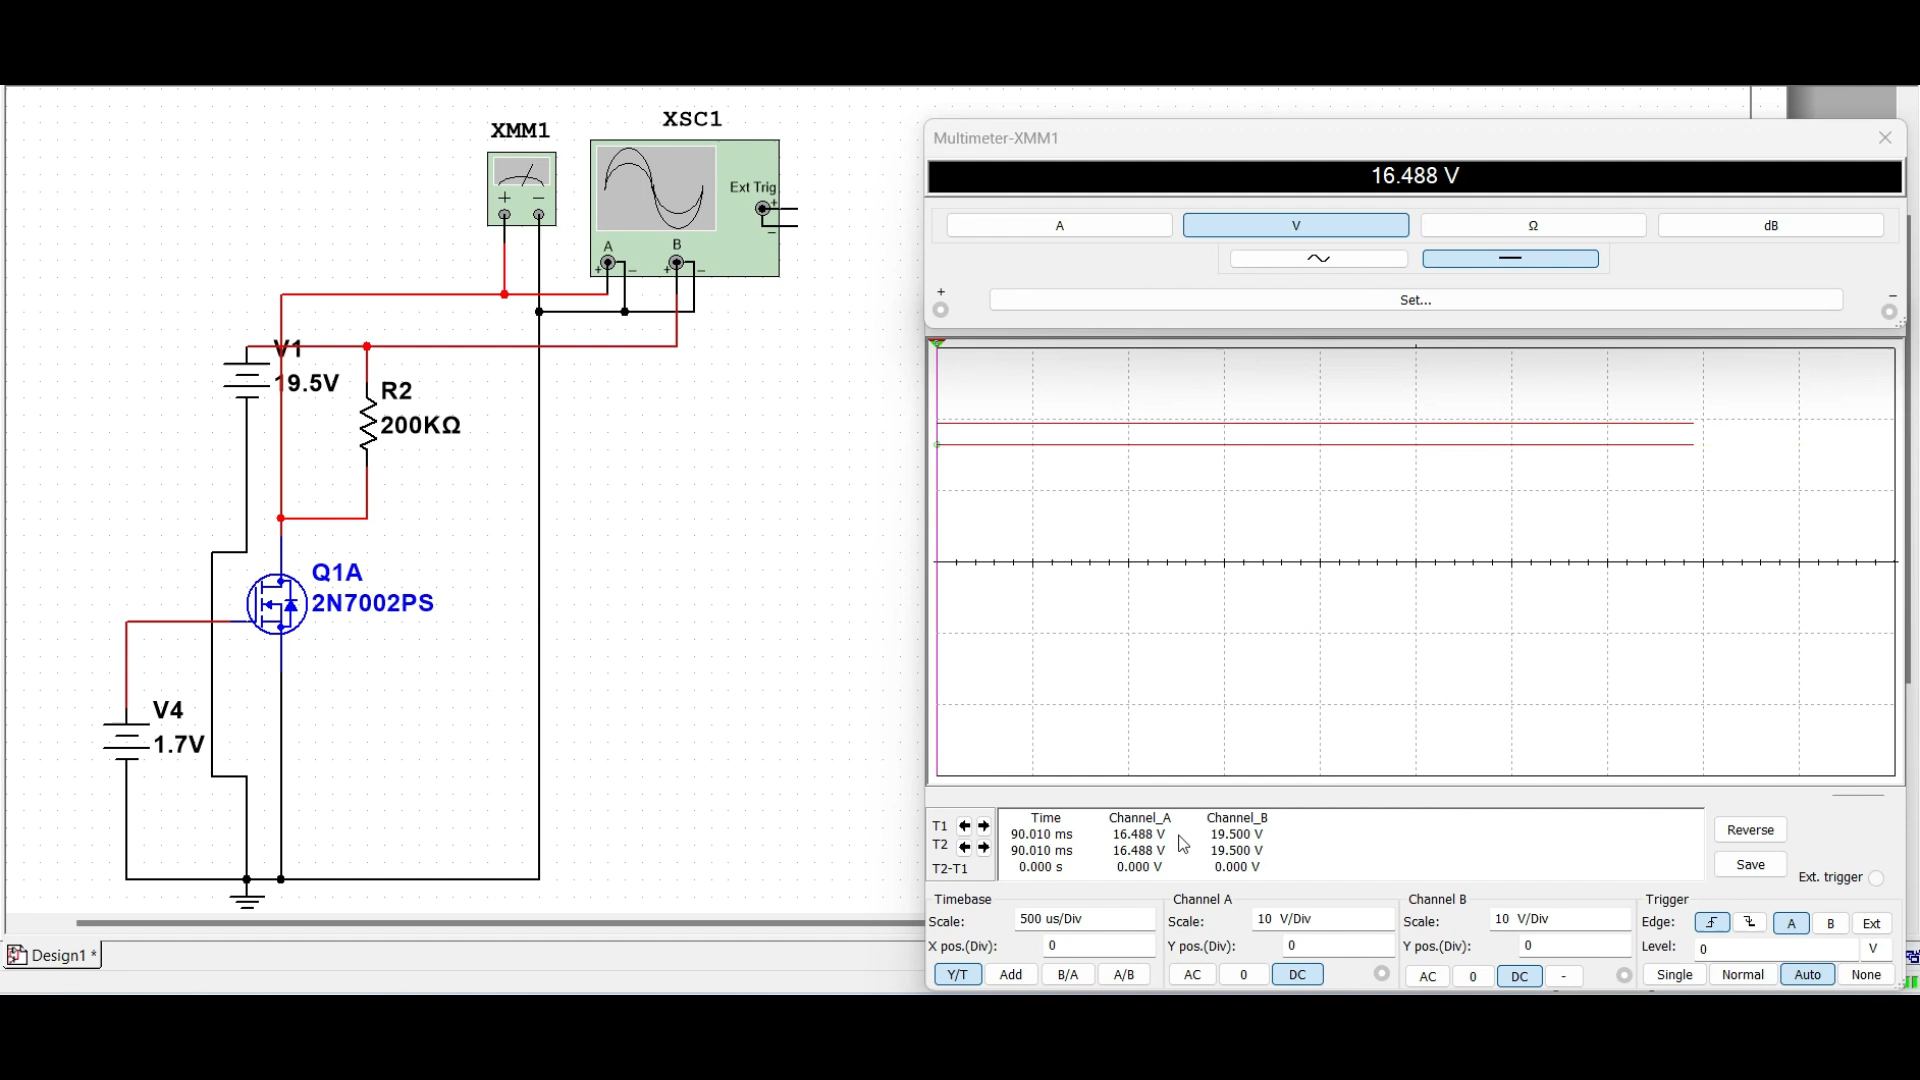 XMM1
XSC1
Ext Trig
+
−
A
B
+
−
+
−
+
−
V1
19.5V
R2
200KΩ
Q1A
2N7002PS
V4
1.7V
Design1 *
Multimeter-XMM1
16.488 V
A V Ω dB
+ Set... −
Time Channel_A Channel_B
T1 90.010 ms 16.488 V 19.500 V
T2 90.010 ms 16.488 V 19.500 V
T2-T1 0.000 s 0.000 V 0.000 V
Reverse
Save
Ext. trigger
Timebase
Scale: 500 us/Div
X pos.(Div): 0
Y/T Add B/A A/B
Channel A
Scale: 10 V/Div
Y pos.(Div): 0
AC 0 DC
Channel B
Scale: 10 V/Div
Y pos.(Div): 0
AC 0 DC -
Trigger
Edge: A B Ext
Level: 0 V
Single Normal Auto None